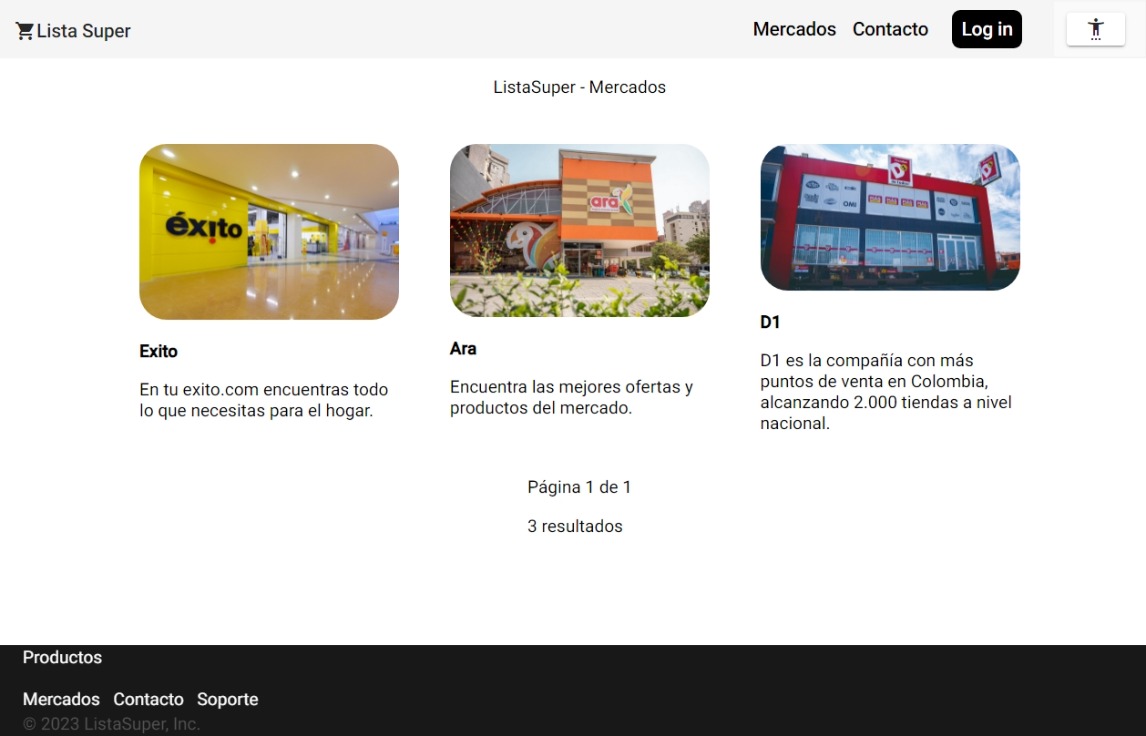 Lista Super
Mercados Contacto Log in
ListaSuper - Mercados
éxito
ara
D1
Exito
En tu exito.com encuentras todo
lo que necesitas para el hogar.
Ara
Encuentra las mejores ofertas y
productos del mercado.
D1
D1 es la compañía con más
puntos de venta en Colombia,
alcanzando 2.000 tiendas a nivel
nacional.
Página 1 de 1
3 resultados
Productos
Mercados Contacto Soporte
© 2023 ListaSuper, Inc.